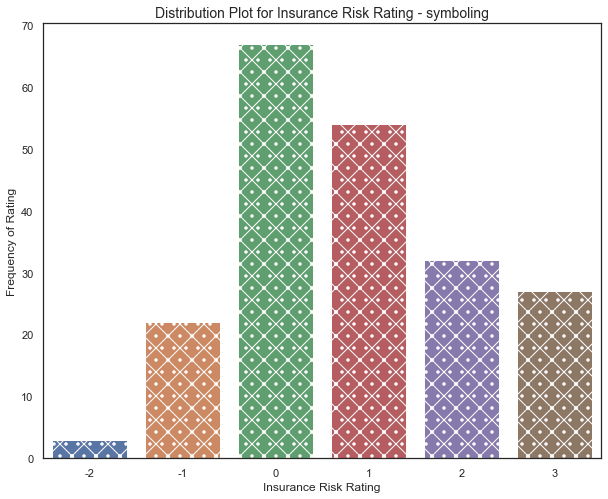 Distribution Plot for Insurance Risk Rating - symboling
70
60
50
40
30
20
10
0
Frequency of Rating
-2 -1 0 1 2 3
Insurance Risk Rating